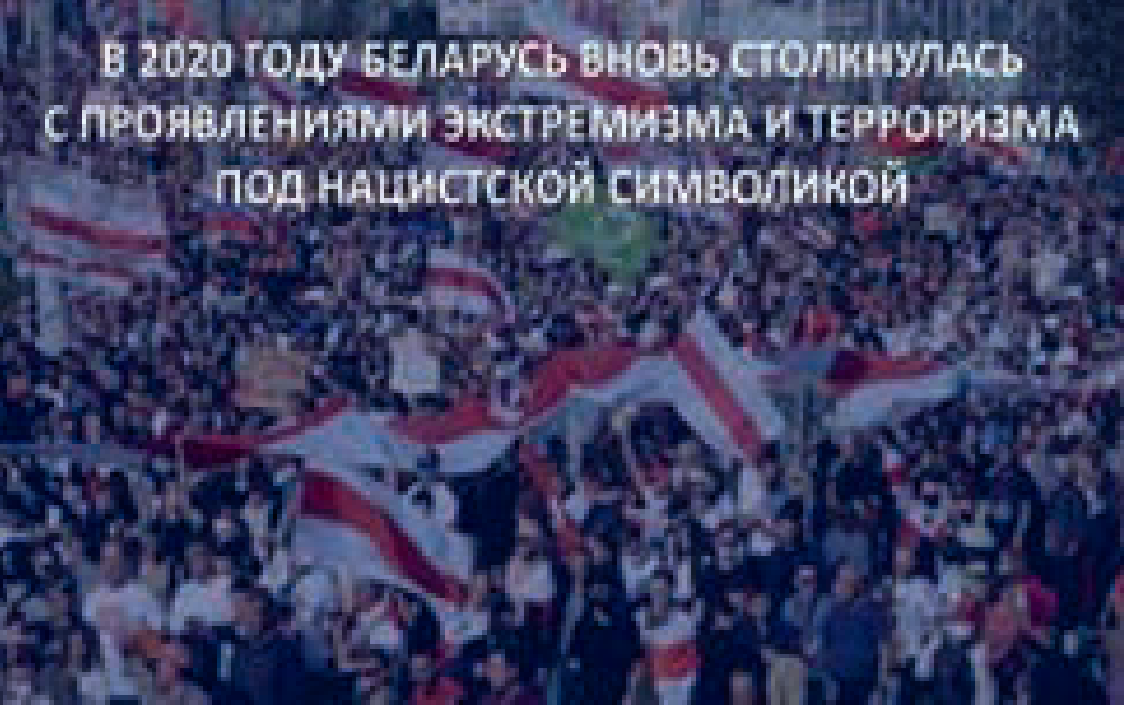 В 2020 ГОДУ БЕЛАРУСЬ ВНОВЬ СТОЛКНУЛАСЬ
С ПРОЯВЛЕНИЯМИ ЭКСТРЕМИЗМА И ТЕРРОРИЗМА
ПОД НАЦИСТСКОЙ СИМВОЛИКОЙ